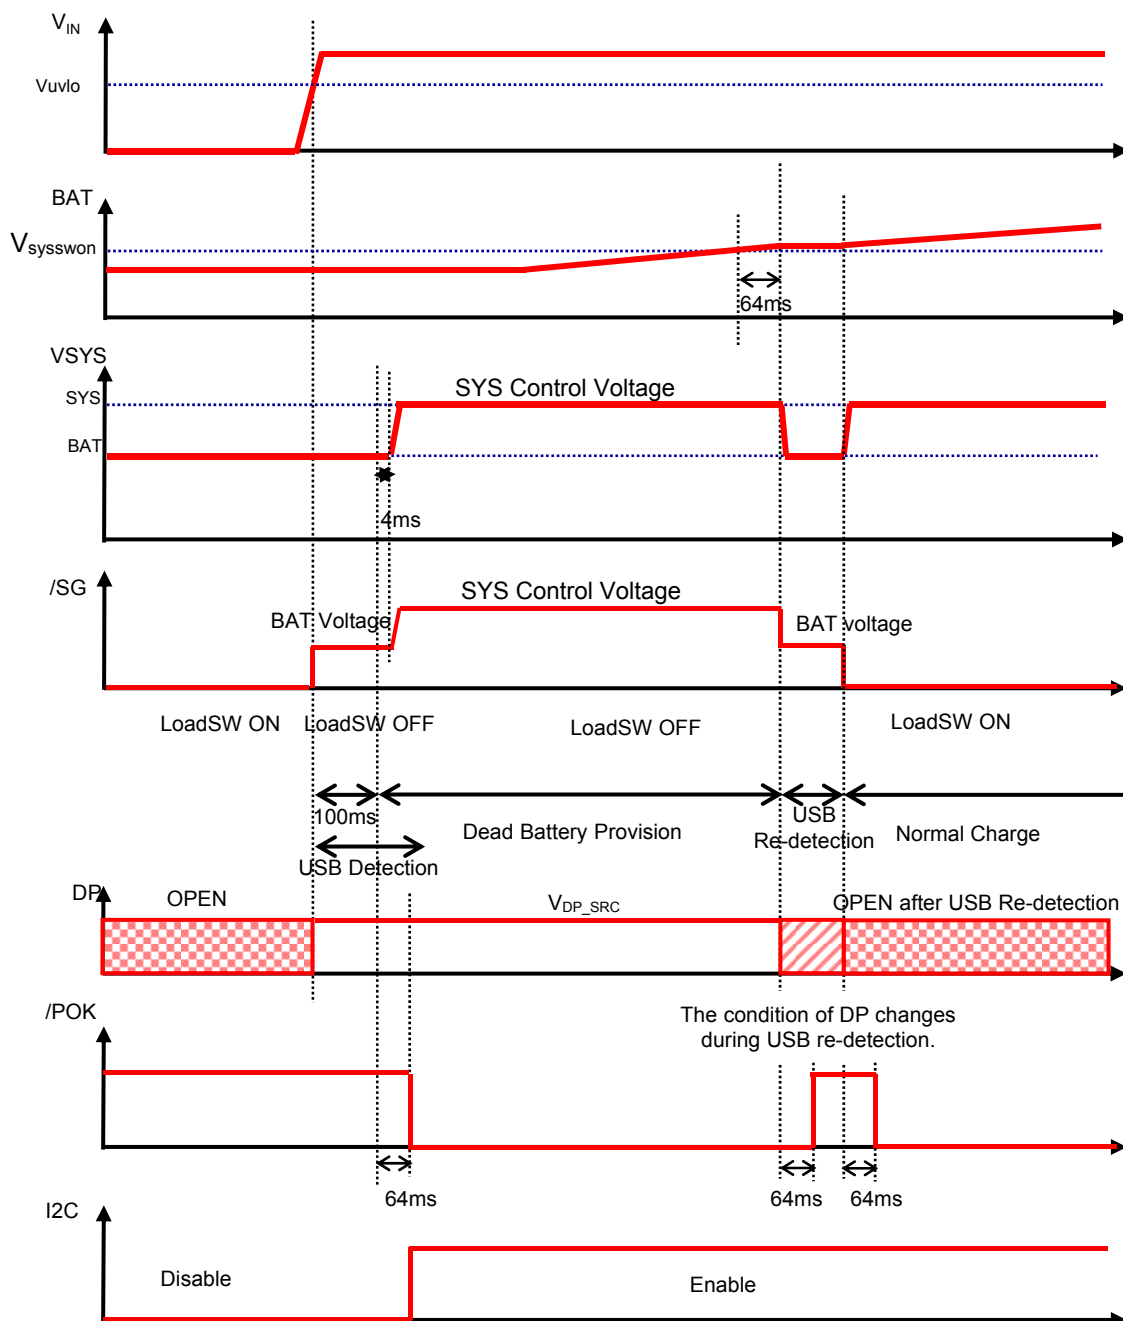 VIN
Vuvlo
BAT
Vsysswon
64ms
VSYS
SYS
SYS Control Voltage
BAT
4ms
/SG
SYS Control Voltage
BAT Voltage
BAT voltage
LoadSW ON
LoadSW OFF
LoadSW OFF
LoadSW ON
100ms
Dead Battery Provision
USB
Re-detection
Normal Charge
USB Detection
DP
OPEN
VDP_SRC
OPEN after USB Re-detection
/POK
The condition of DP changes
during USB re-detection.
64ms
64ms
64ms
I2C
Disable
Enable